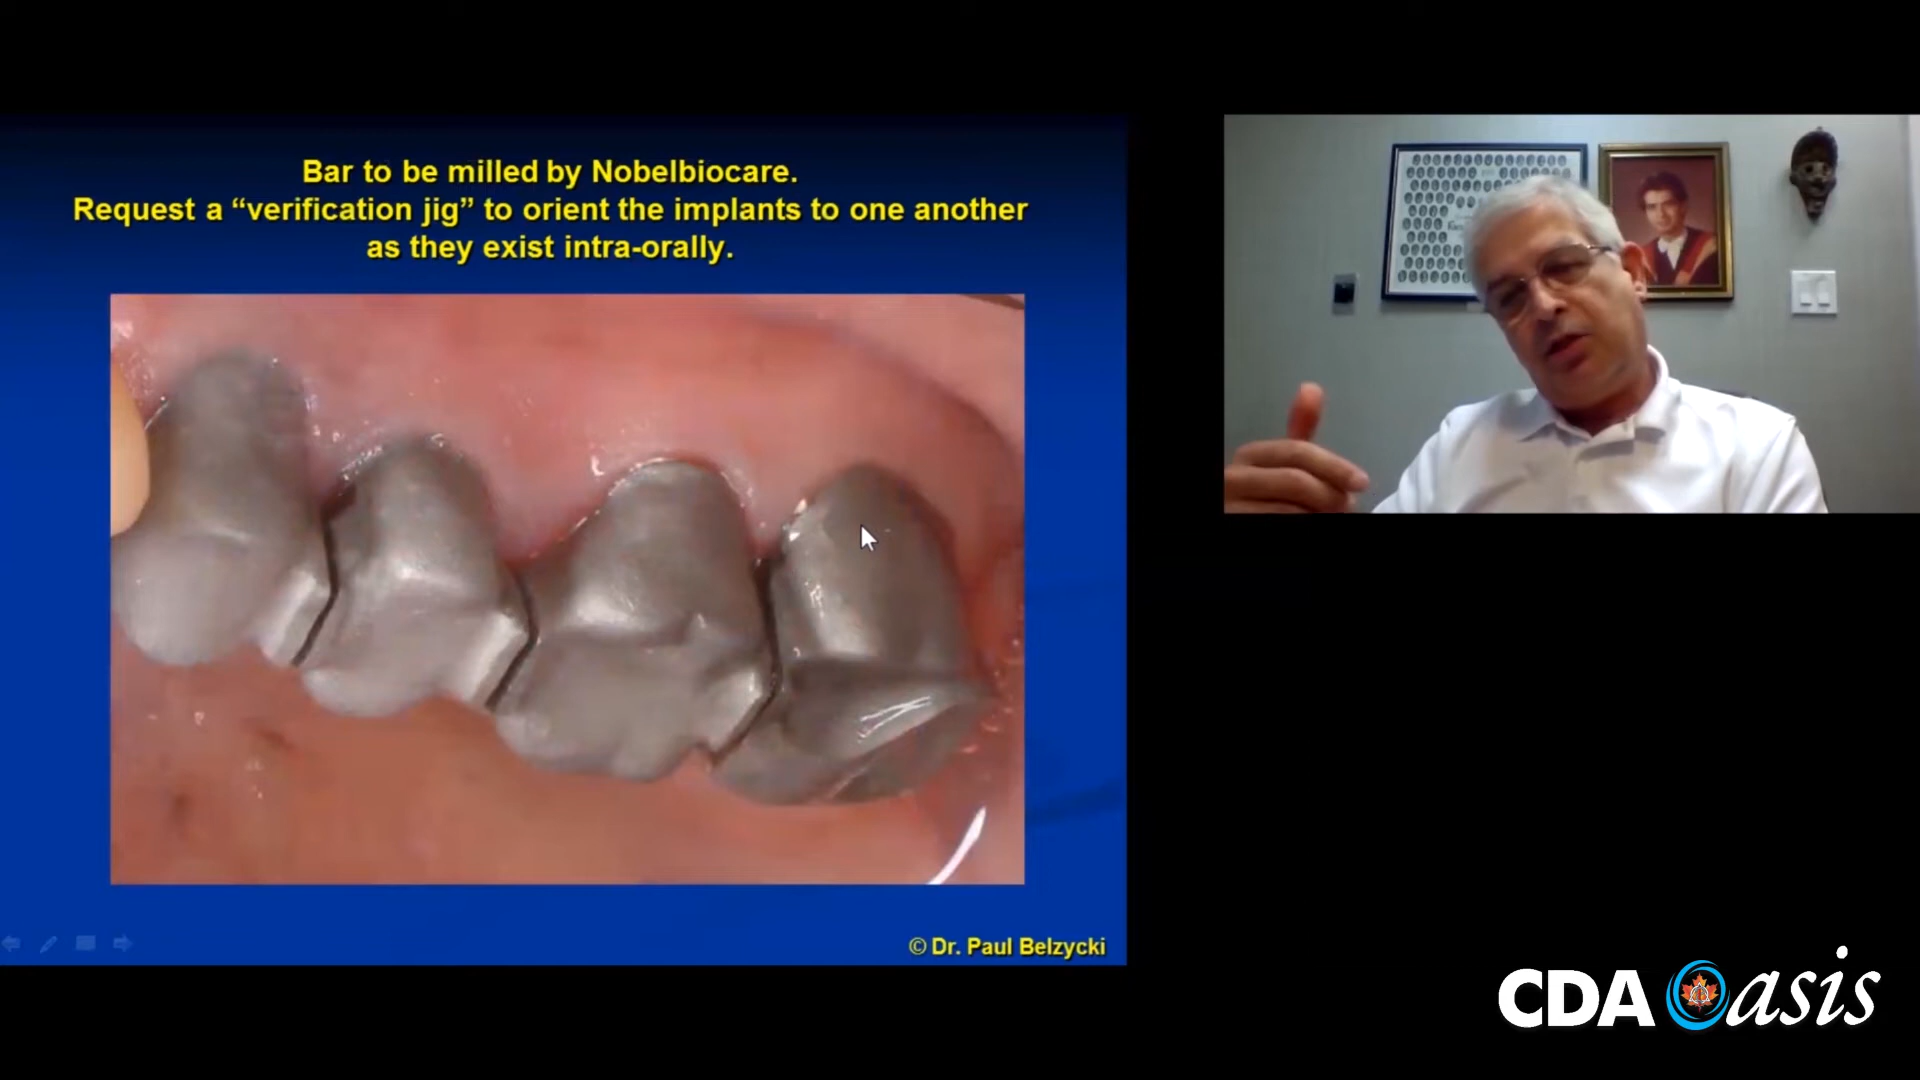 Bar to be milled by Nobelbiocare.
Request a “verification jig” to orient the implants to one another
as they exist intra-orally.
© Dr. Paul Belzycki
CDA Oasis